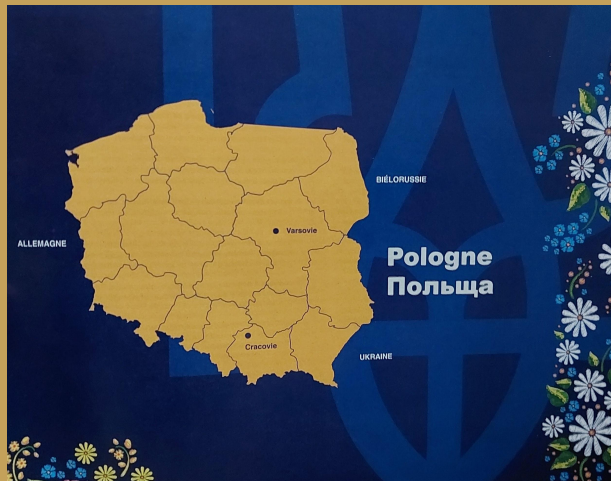 BIÉLORUSSIE
Varsovie
ALLEMAGNE
Pologne
Польща
Cracovie
UKRAINE